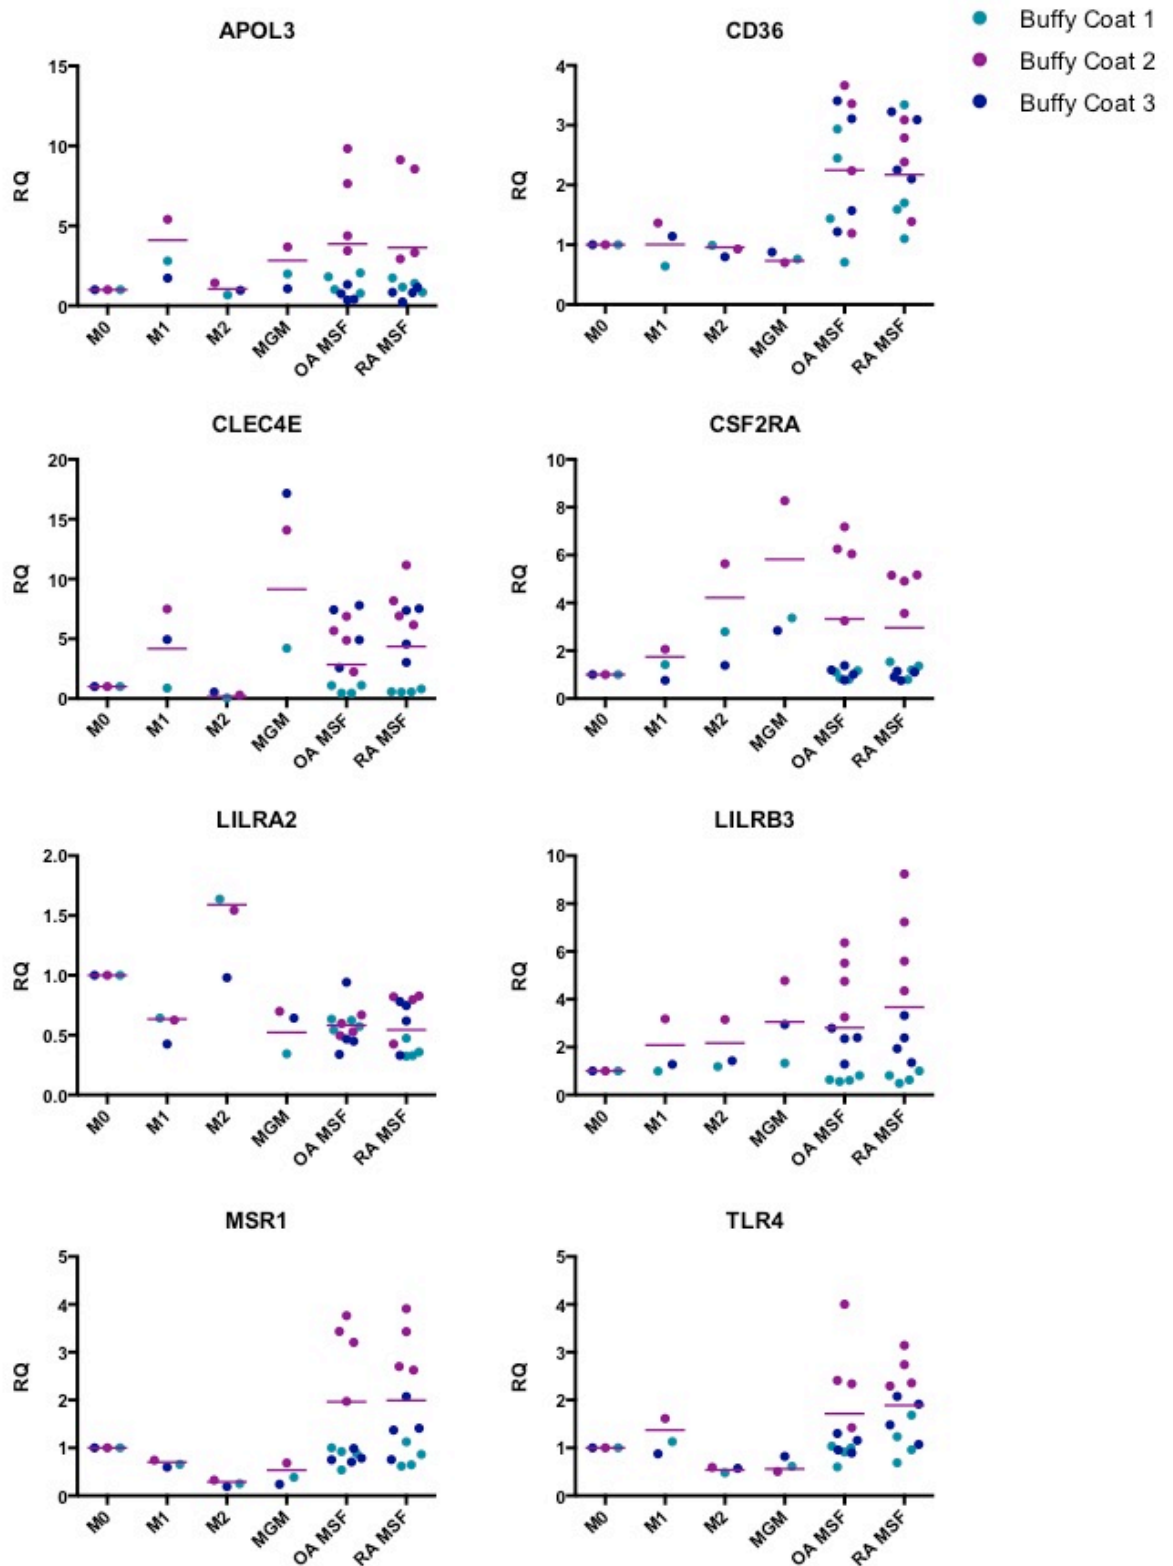 APOL3
CD36
Buffy Coat 1
Buffy Coat 2
Buffy Coat 3
15
10
5
0
RQ
M0
M1
M2
MGM
OA MSF
RA MSF
4
3
2
1
0
RQ
M0
M1
M2
MGM
OA MSF
RA MSF
CLEC4E
CSF2RA
20
15
10
5
0
RQ
M0
M1
M2
MGM
OA MSF
RA MSF
10
8
6
4
2
0
RQ
M0
M1
M2
MGM
OA MSF
RA MSF
LILRA2
LILRB3
2.0
1.5
1.0
0.5
0.0
RQ
M0
M1
M2
MGM
OA MSF
RA MSF
10
8
6
4
2
0
RQ
M0
M1
M2
MGM
OA MSF
RA MSF
MSR1
TLR4
5
4
3
2
1
0
RQ
M0
M1
M2
MGM
OA MSF
RA MSF
5
4
3
2
1
0
RQ
M0
M1
M2
MGM
OA MSF
RA MSF